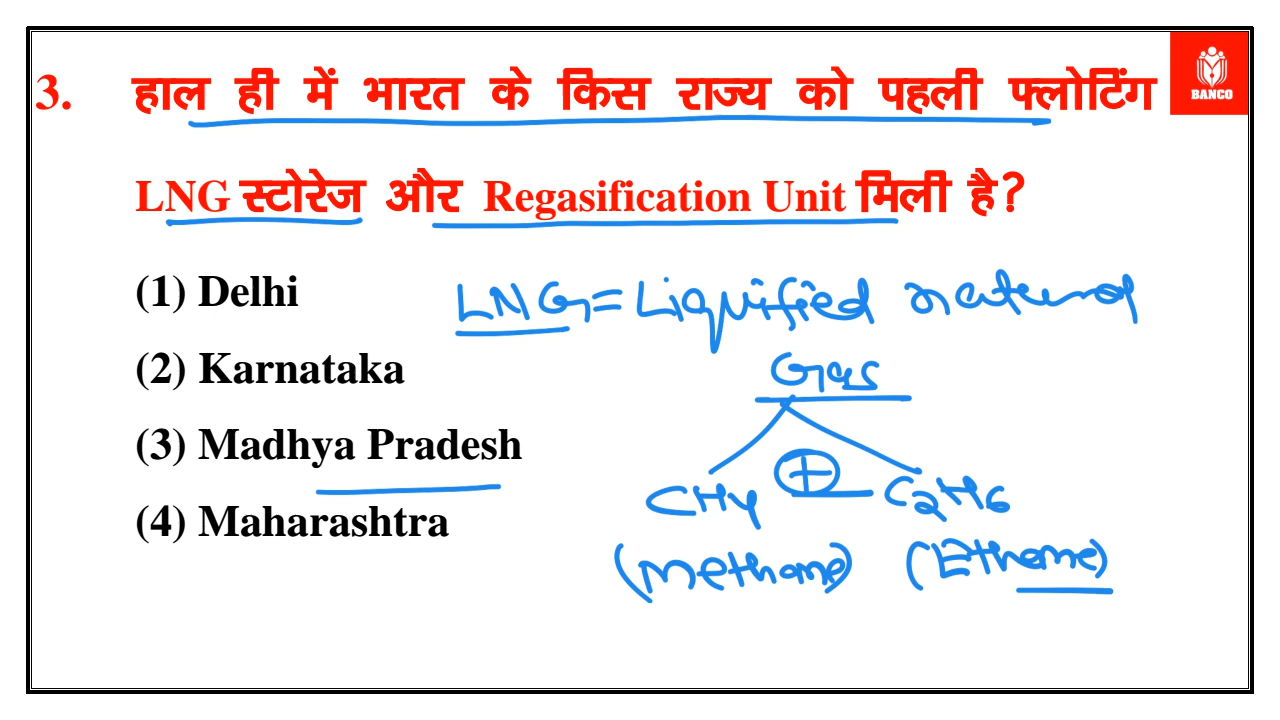 3. हाल ही में भारत के किस राज्य को पहली फ्लोटिंग
BANCO
LNG स्टोरेज और Regasification Unit मिली है?
(1) Delhi
LNG = Liquified natural
(2) Karnataka
Gas
(3) Madhya Pradesh
CH4 + C2H6
(4) Maharashtra
(Methane) (Ethane)